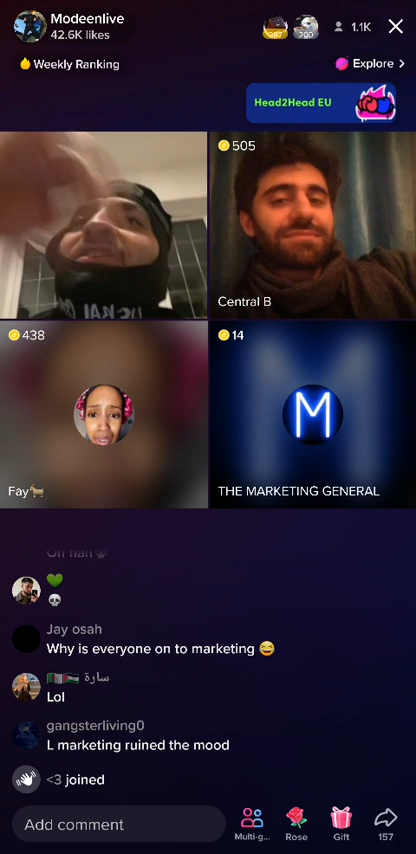 Modeenlive
42.6K likes
1.1K
Weekly Ranking
Explore
Head2Head EU
505
Central B
438
Fay🐐
14
M
THE MARKETING GENERAL
💚
💀
Jay osah
Why is everyone on to marketing 😂
سارة
Lol
gangsterliving0
L marketing ruined the mood
<3 joined
Add comment
Multi-g...
Rose
Gift
157